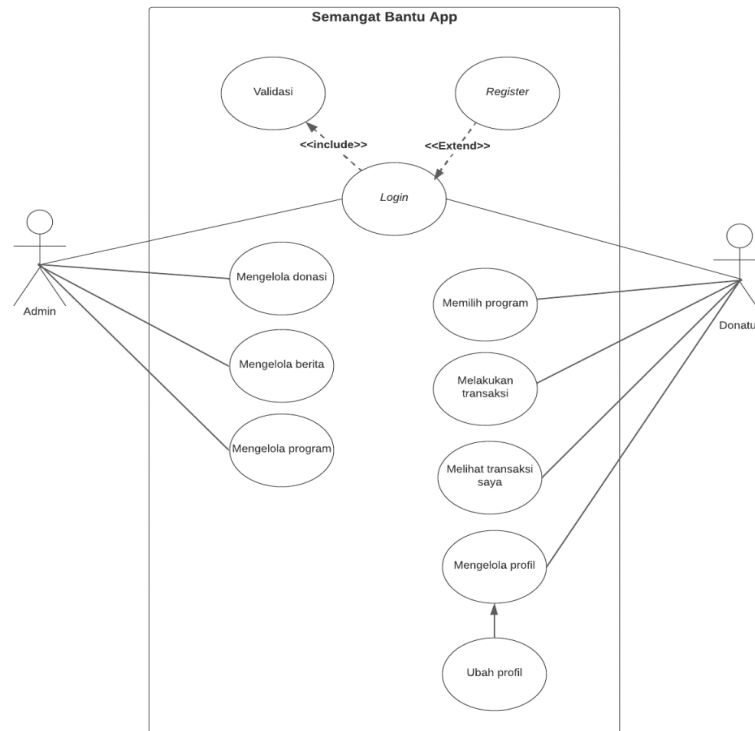 Semangat Bantu App
Validasi
Register
<<include>>
<<Extend>>
Login
Mengelola donasi
Memilih program
Admin
Donatu
Mengelola berita
Melakukan
transaksi
Mengelola program
Melihat transaksi
saya
Mengelola profil
Ubah profil